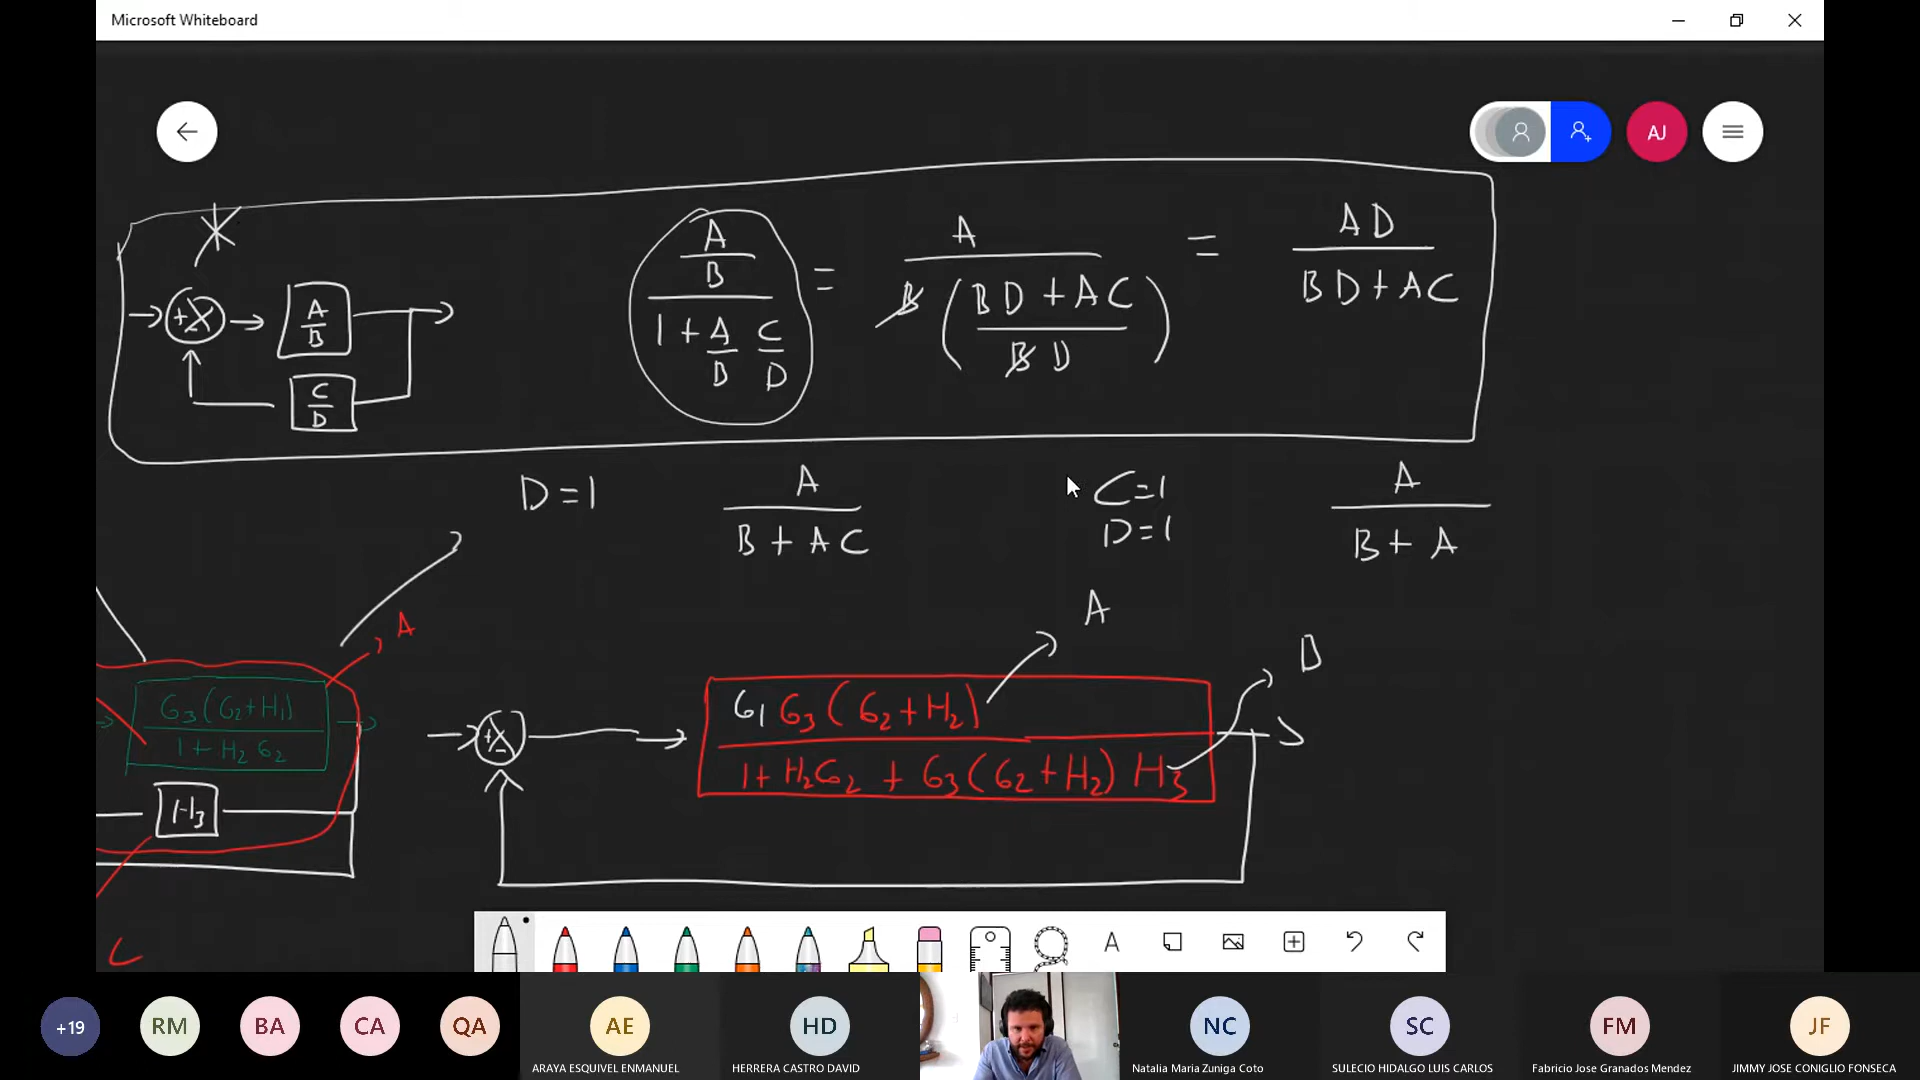 Microsoft Whiteboard
AJ
+X
A
B
C
D
A
B
1 + A C
B D
=
A
B ( BD + AC )
B D
=
AD
BD + AC
D = 1
A
B + AC
C = 1
D = 1
A
B + A
A
G3(G2+H1)
1 + H2 G2
H3
C
A
B
+ -
G1 G3 (G2+H2)
1 + H2G2 + G3(G2+H2) H3
A
+19
RM
BA
CA
QA
AE
ARAYA ESQUIVEL ENMANUEL
HD
HERRERA CASTRO DAVID
NC
Natalia Maria Zuniga Coto
SC
SULECIO HIDALGO LUIS CARLOS
FM
Fabricio Jose Granados Mendez
JF
JIMMY JOSE CONIGLIO FONSECA